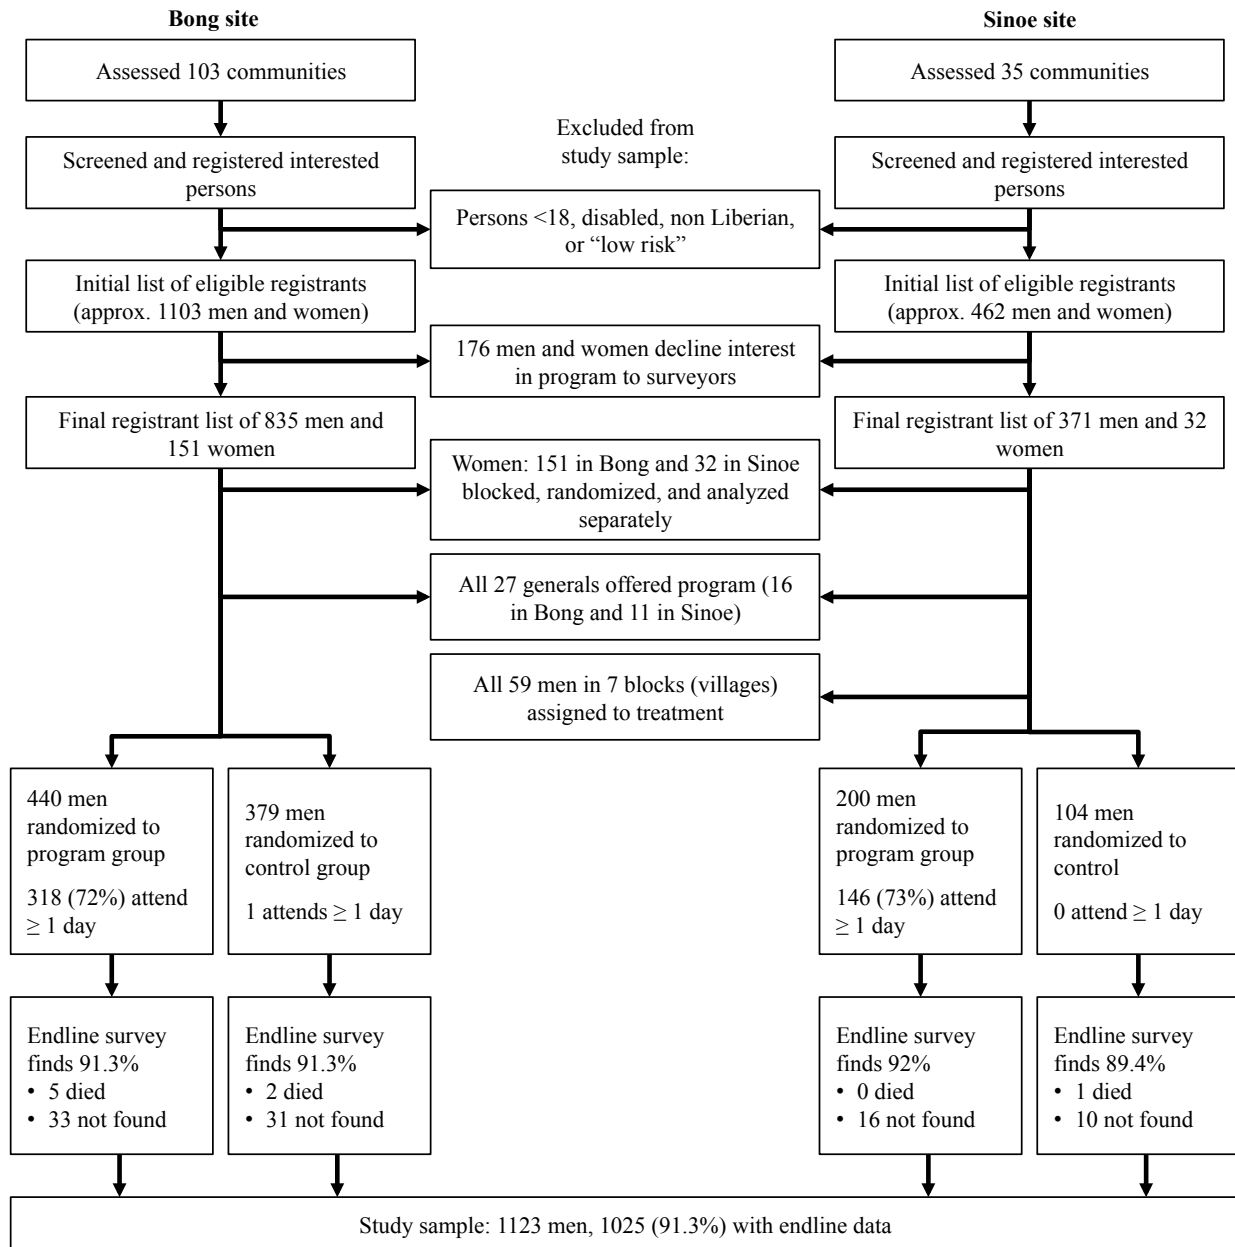 Bong site
Sinoe site
Assessed 103 communities
Assessed 35 communities
Excluded from
study sample:
Screened and registered interested
persons
Screened and registered interested
persons
Persons <18, disabled, non Liberian,
or “low risk”
Initial list of eligible registrants
(approx. 1103 men and women)
Initial list of eligible registrants
(approx. 462 men and women)
176 men and women decline interest
in program to surveyors
Final registrant list of 835 men and
151 women
Final registrant list of 371 men and 32
women
Women: 151 in Bong and 32 in Sinoe
blocked, randomized, and analyzed
separately
All 27 generals offered program (16
in Bong and 11 in Sinoe)
All 59 men in 7 blocks (villages)
assigned to treatment
440 men
randomized to
program group
318 (72%) attend
≥ 1 day
379 men
randomized to
control group
1 attends ≥ 1 day
200 men
randomized to
program group
146 (73%) attend
≥ 1 day
104 men
randomized to
control
0 attend ≥ 1 day
Endline survey
finds 91.3%
• 5 died
• 33 not found
Endline survey
finds 91.3%
• 2 died
• 31 not found
Endline survey
finds 92%
• 0 died
• 16 not found
Endline survey
finds 89.4%
• 1 died
• 10 not found
Study sample: 1123 men, 1025 (91.3%) with endline data